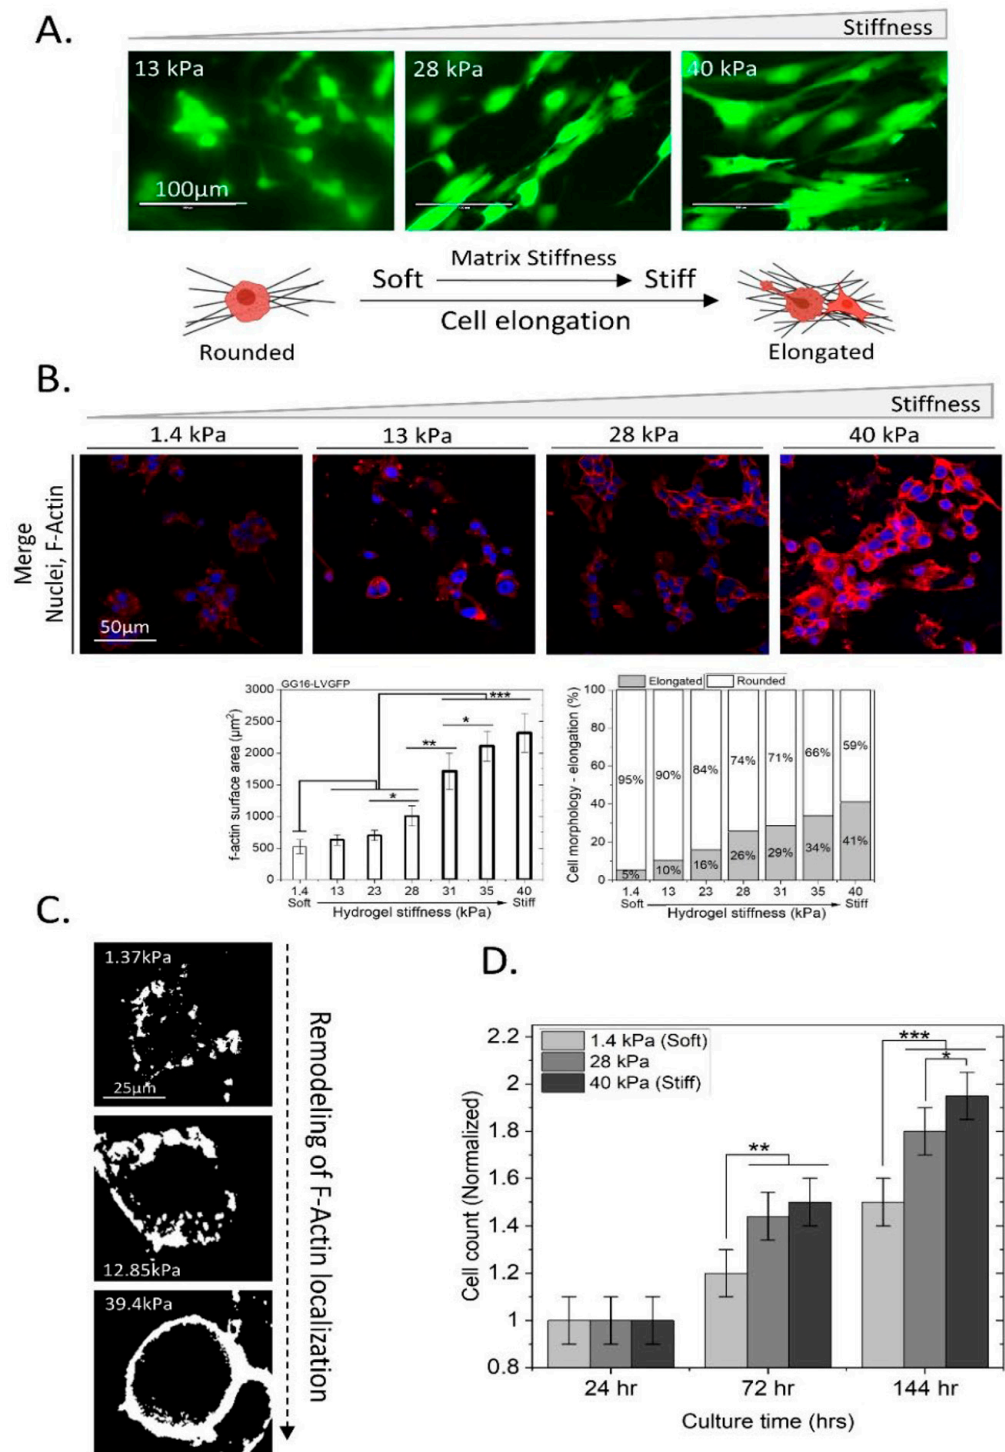 A.
Stiffness
13 kPa
28 kPa
40 kPa
100µm
Soft
Matrix Stiffness
Stiff
Cell elongation
Rounded
Elongated
B.
Stiffness
1.4 kPa
13 kPa
28 kPa
40 kPa
Merge
Nuclei, F-Actin
50µm
GG16-LVGFP
f-actin surface area (µm²)
3000
2500
2000
1500
1000
500
0
*
**
*
***
1.4
13
23
28
31
35
40
Soft
Hydrogel stiffness (kPa)
Stiff
Elongated
Rounded
Cell morphology - elongation (%)
100
80
60
40
20
0
95%
90%
84%
74%
71%
66%
59%
5%
10%
16%
26%
29%
34%
41%
1.4
13
23
28
31
35
40
Soft
Hydrogel stiffness (kPa)
Stiff
C.
1.37kPa
25µm
12.85kPa
39.4kPa
Remodeling of F-Actin localization
D.
1.4 kPa (Soft)
28 kPa
40 kPa (Stiff)
Cell count (Normalized)
2.2
2
1.8
1.6
1.4
1.2
1
0.8
**
***
*
24 hr
72 hr
144 hr
Culture time (hrs)